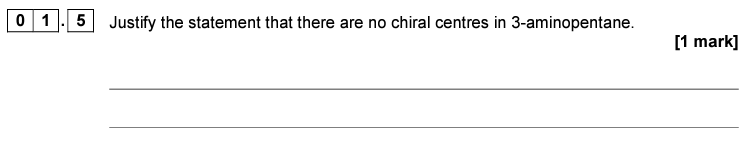 0 1 . 5 Justify the statement that there are no chiral centres in 3-aminopentane.
[1 mark]